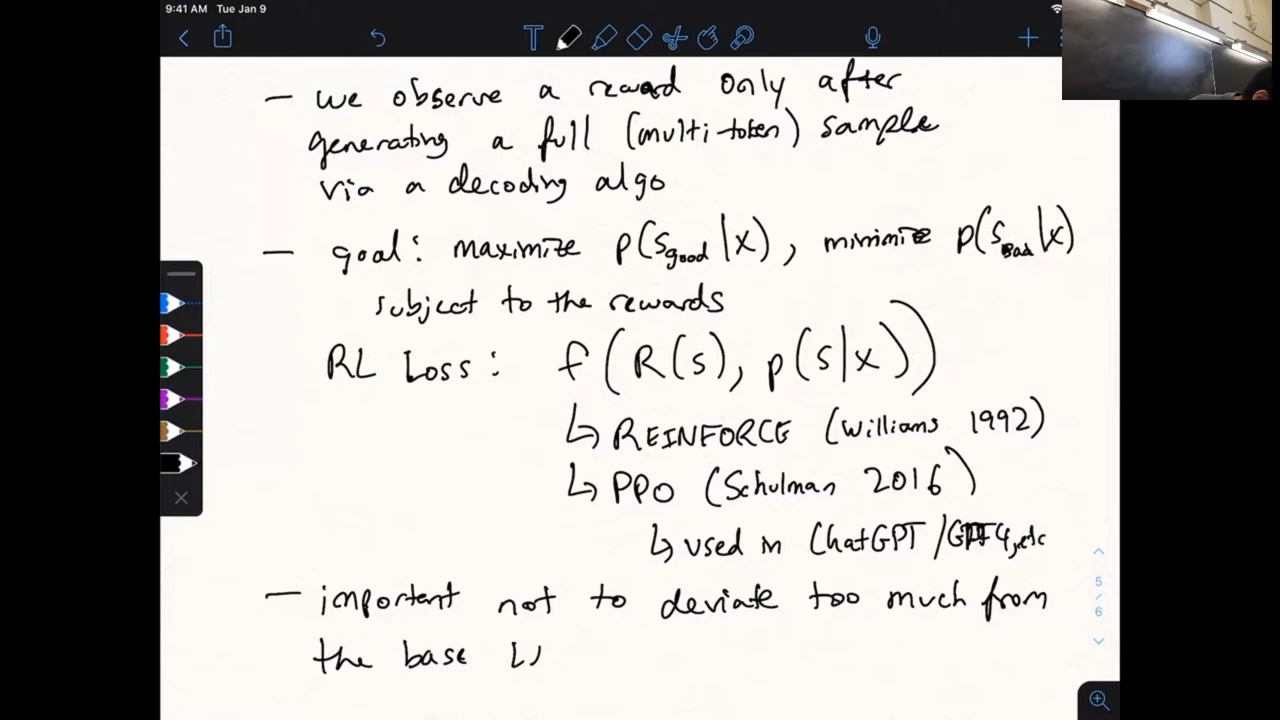 9:41 AM Tue Jan 9
– we observe a reward only after
generating a full (multi-token) sample
via a decoding algo
– goal: maximize p(s_good | x), minimize p(s_bad | x)
subject to the rewards
RL Loss: f(R(s), p(s|x))
↳ REINFORCE (Williams 1992)
↳ PPO (Schulman 2016)
↳ used in ChatGPT/GPT4, etc
– important not to deviate too much from
the base
5
/
6